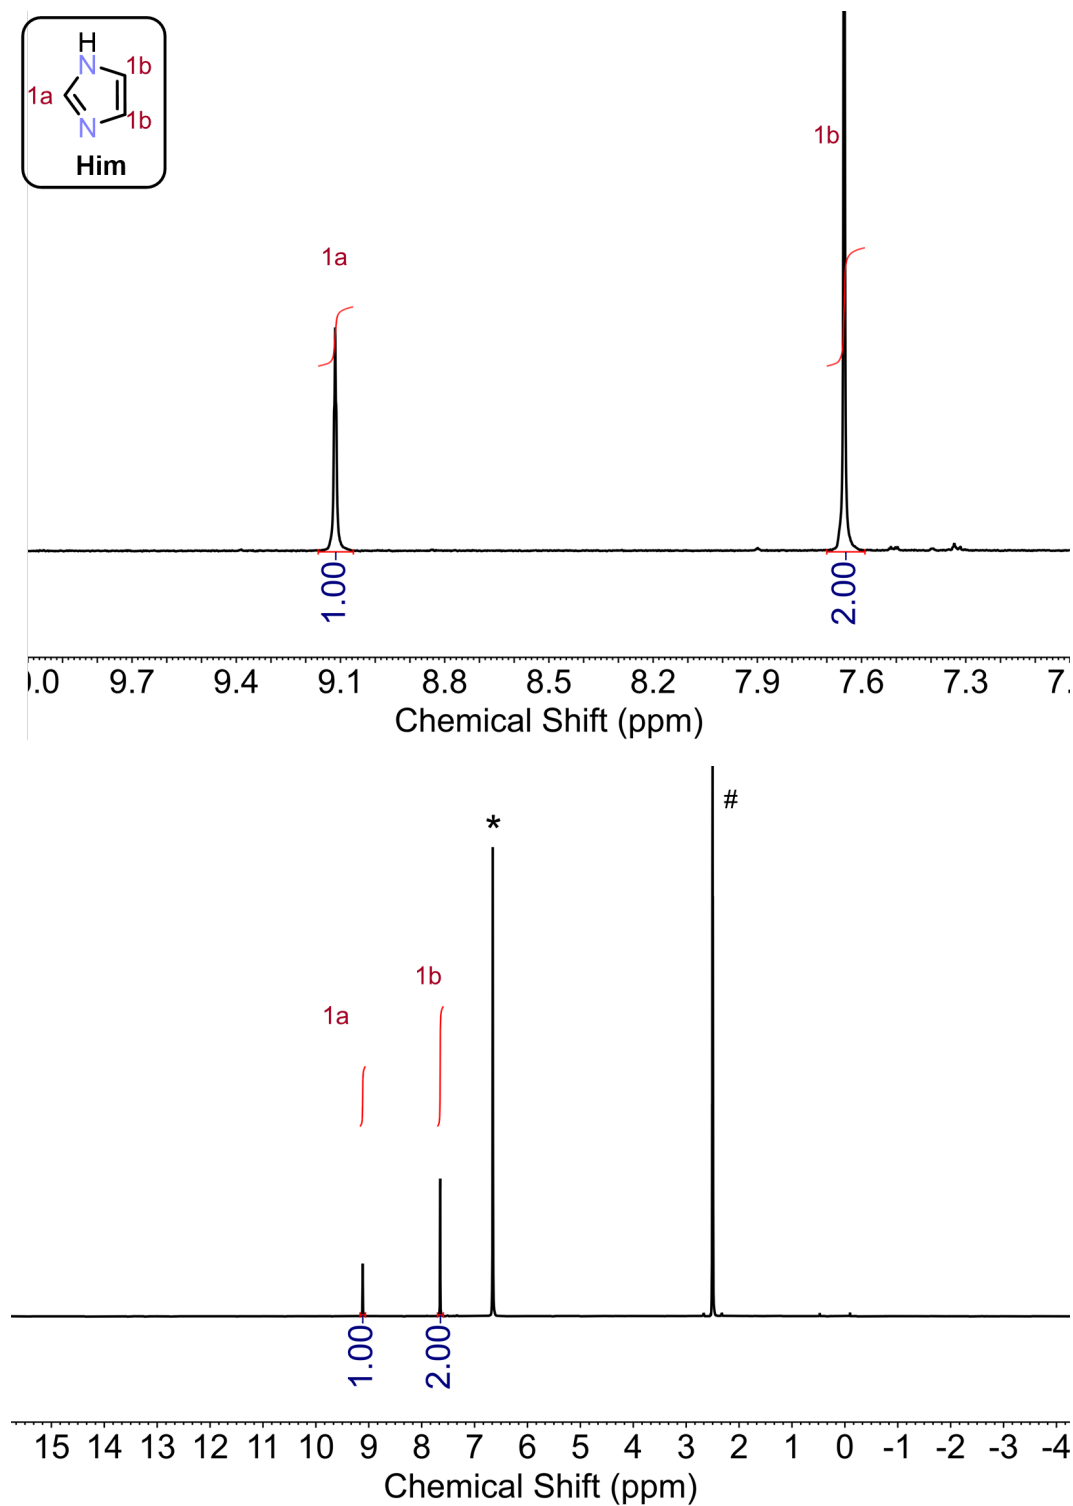 H
N
1b
1a
1b
N
Him
1b
1a
1.00
2.00
9.7 9.4 9.1 8.8 8.5 8.2 7.9 7.6 7.3
Chemical Shift (ppm)
#
*
1b
1a
1.00
2.00
15 14 13 12 11 10 9 8 7 6 5 4 3 2 1 0 -1 -2 -3 -4
Chemical Shift (ppm)